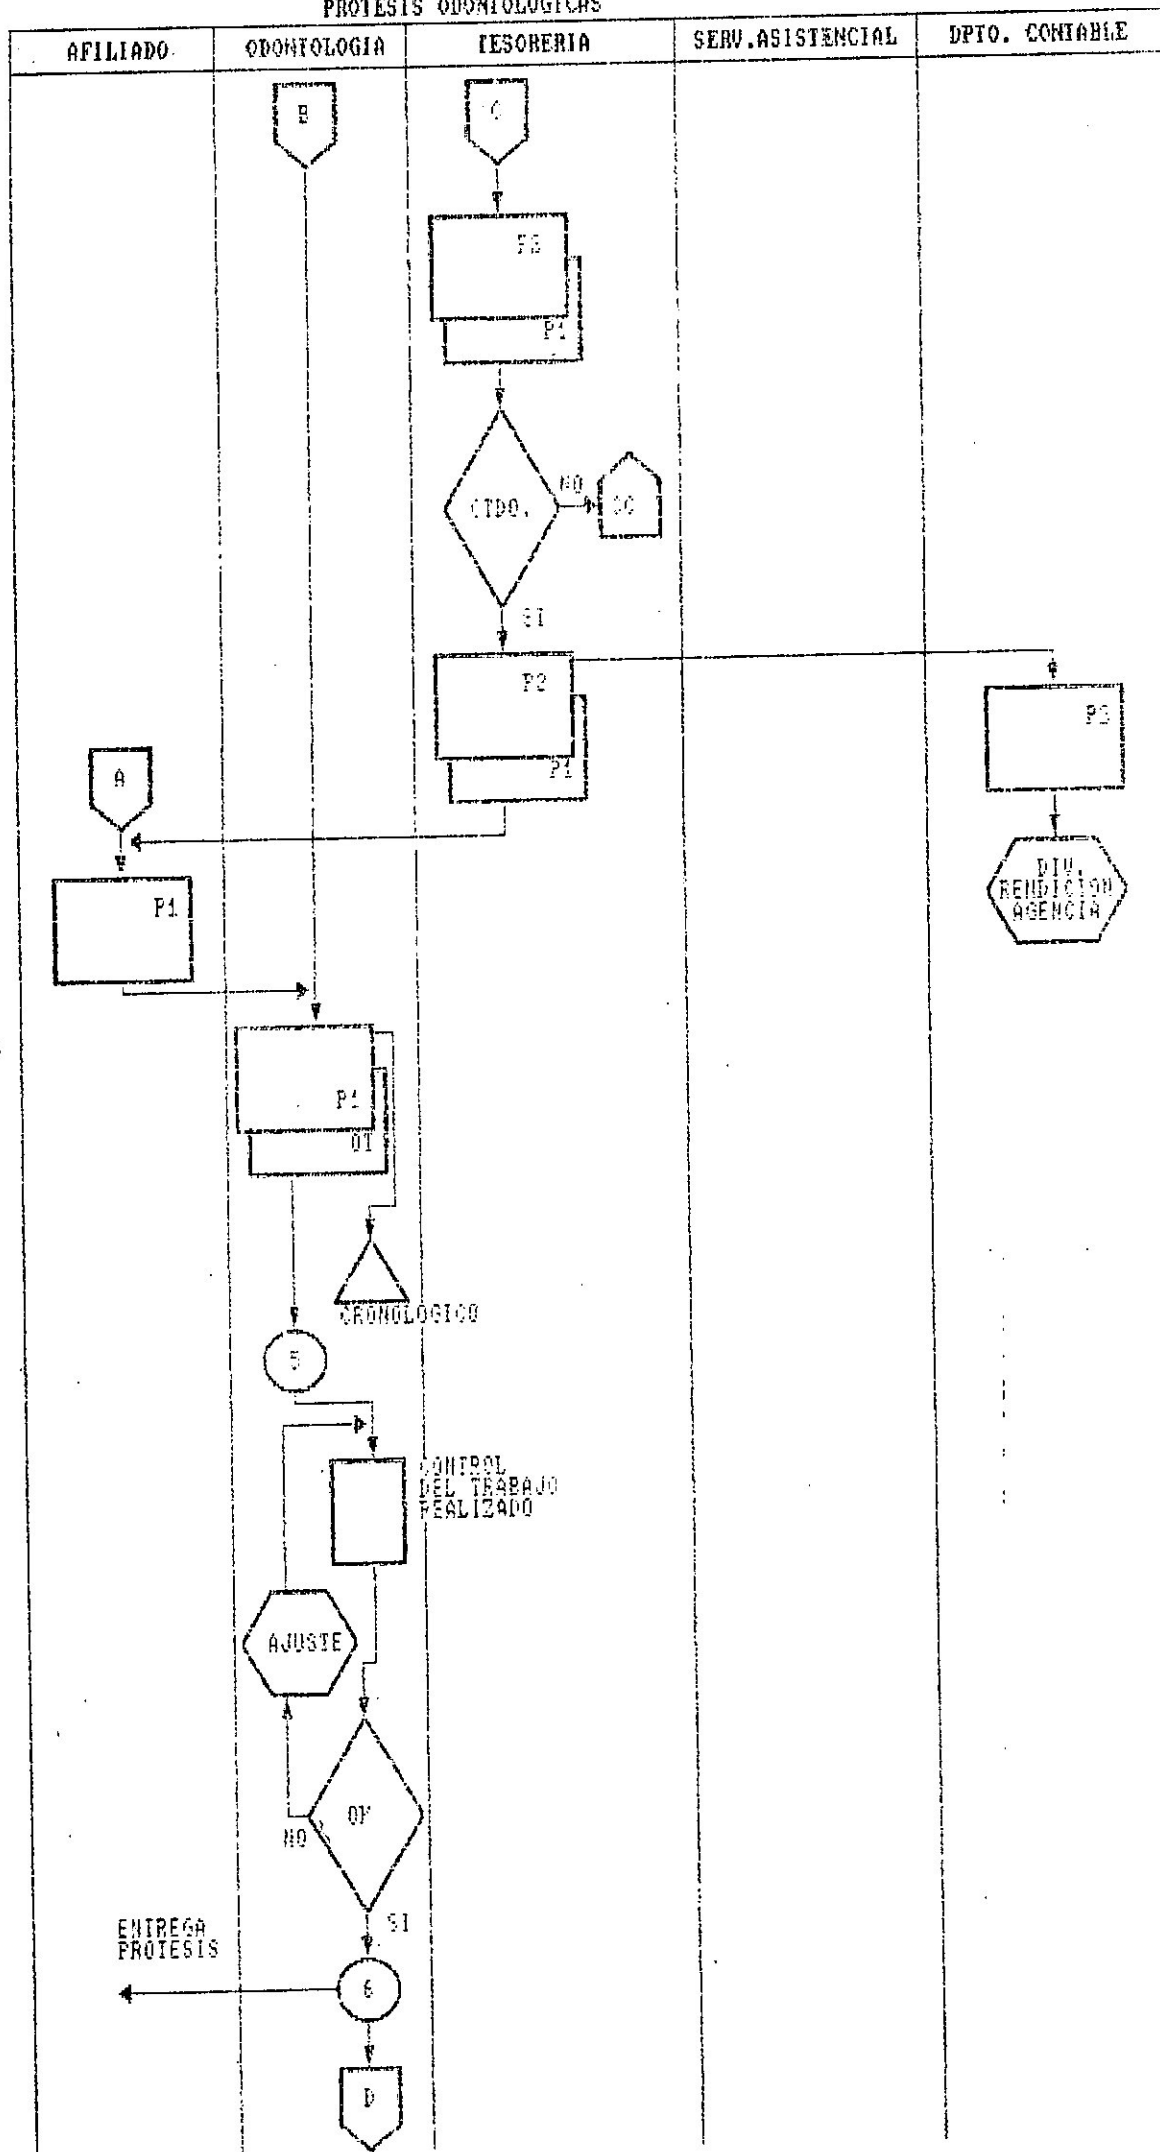 PROTESIS ODONTOLOGICAS
AFILIADO
ODONTOLOGIA
TESORERIA
SERV.ASISTENCIAL
DPTO. CONTABLE
B
C
P1
CTDO.
NO
SI
P2
P1
A
P1
DIV.
RENDICION
AGENCIA
P1
OT
CRONOLOGICO
5
CONTROL
DEL TRABAJO
REALIZADO
AJUSTE
OK
NO
SI
ENTREGA
PROTESIS
6
D